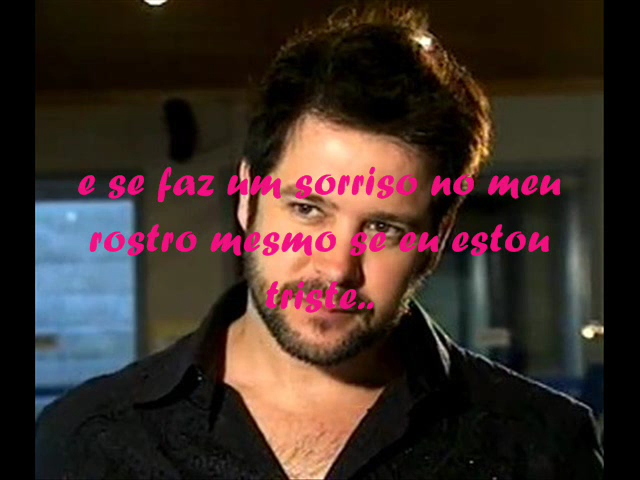 e se faz um sorriso no meu
rostro mesmo se eu estou
triste..